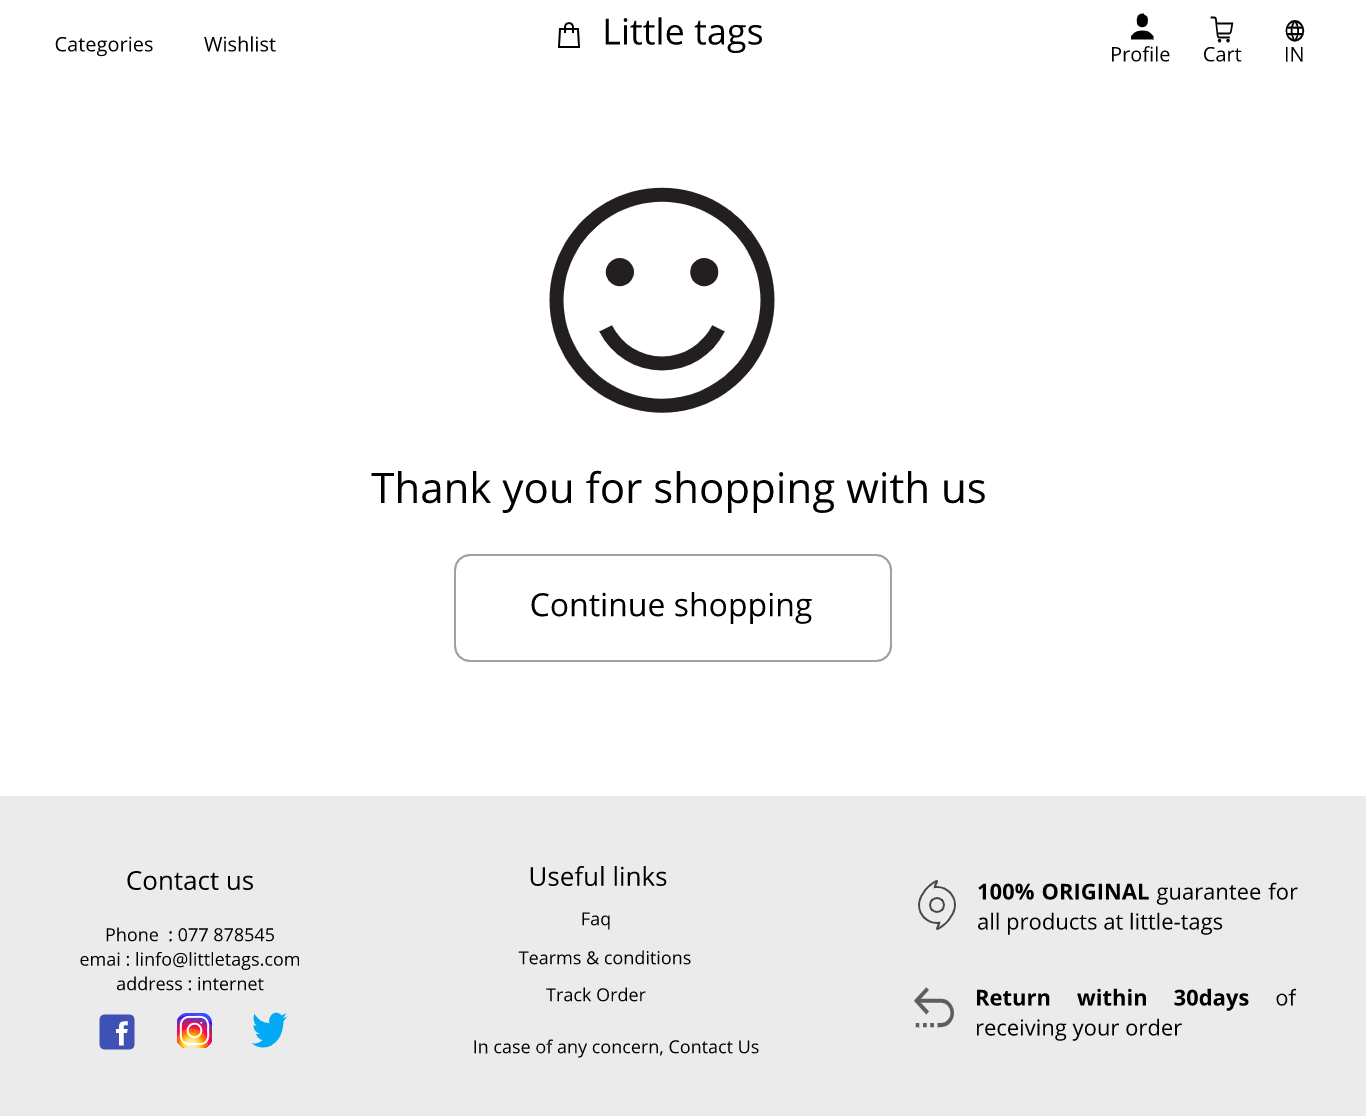 Categories
Wishlist
Little tags
Profile
Cart
IN
Thank you for shopping with us
Continue shopping
Contact us
Phone : 077 878545
emai : linfo@littletags.com
address : internet
Useful links
Faq
Tearms & conditions
Track Order
In case of any concern, Contact Us
100% ORIGINAL guarantee for
all products at little-tags
Return within 30days of
receiving your order